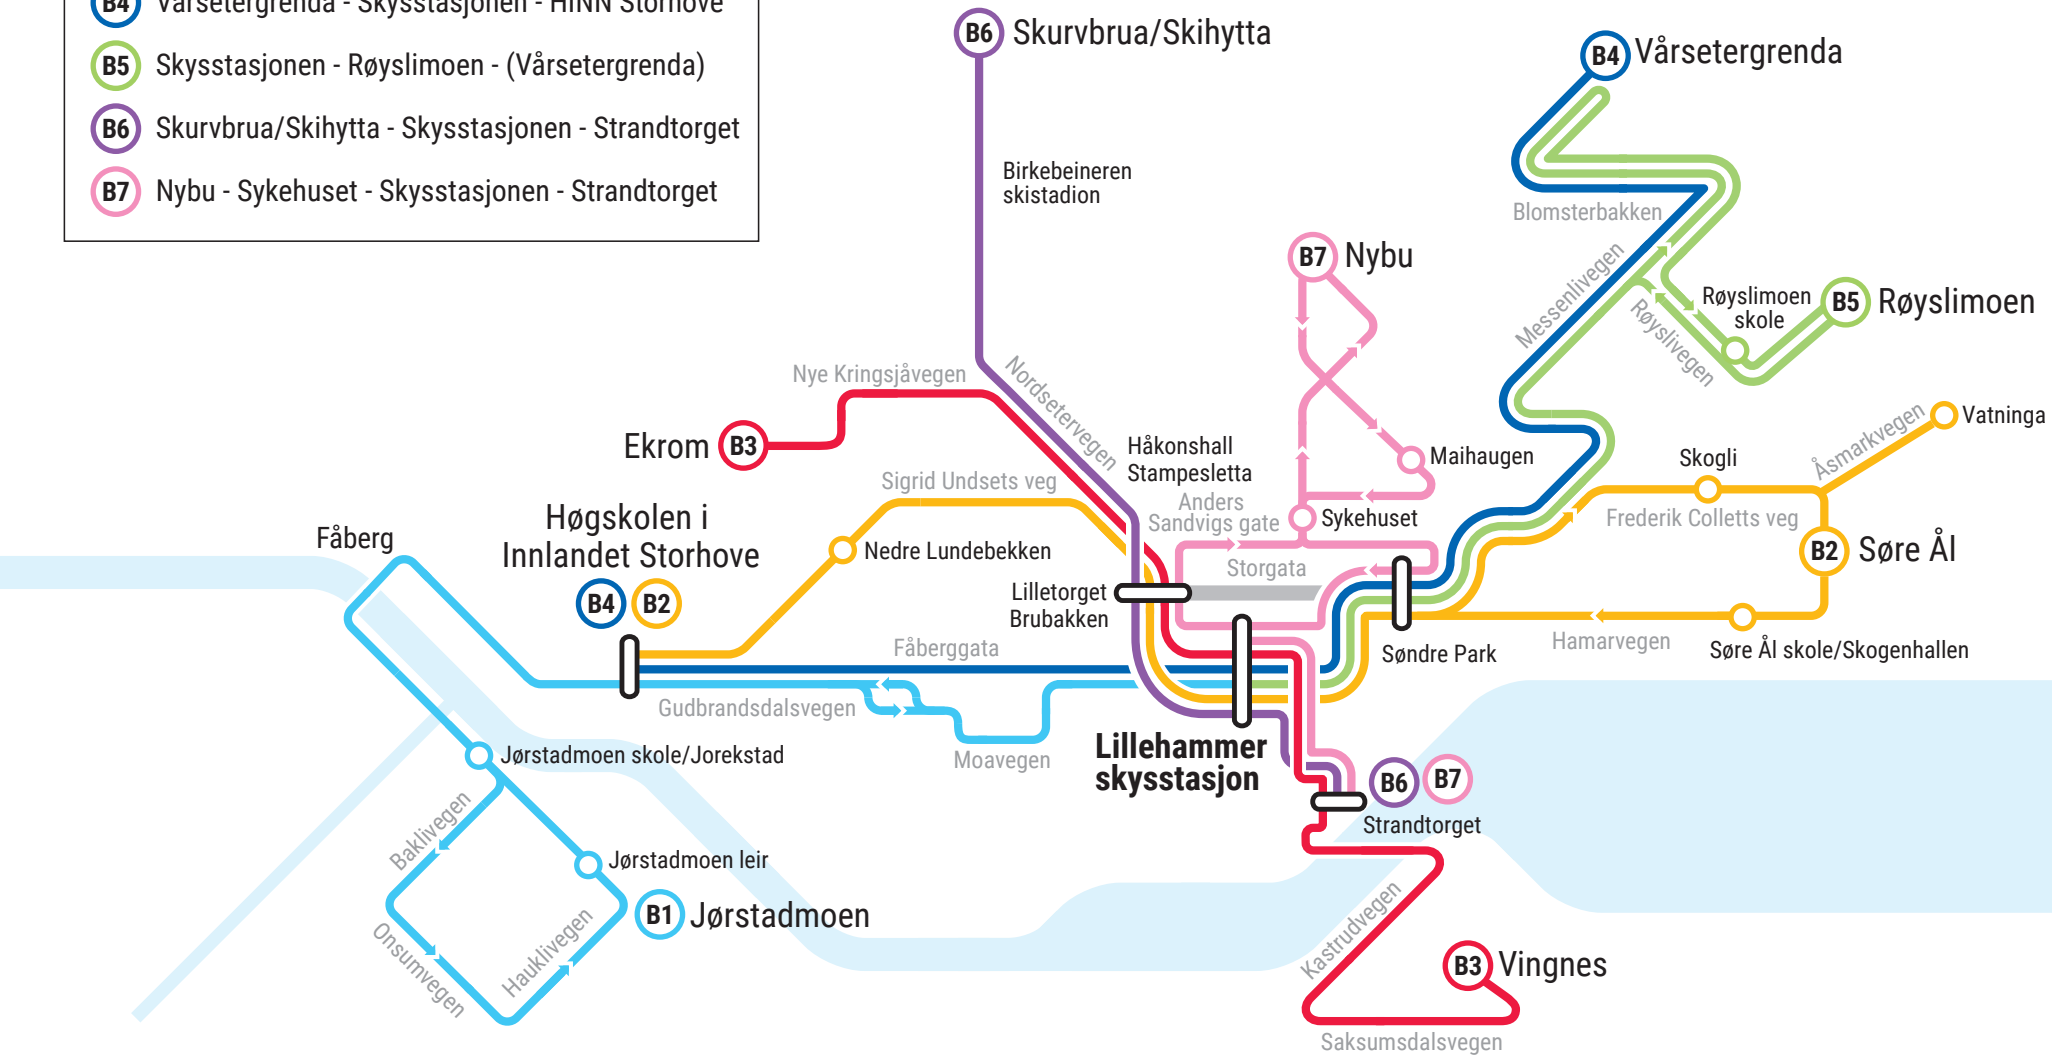 B4 Vårsetergrenda - Skysstasjonen - HINN Storhove
B5 Skysstasjonen - Røyslimoen - (Vårsetergrenda)
B6 Skurvbrua/Skihytta - Skysstasjonen - Strandtorget
B7 Nybu - Sykehuset - Skysstasjonen - Strandtorget
B6 Skurvbrua/Skihytta
B4 Vårsetergrenda
Birkebeineren
skistadion
Blomsterbakken
B7 Nybu
Messenlivegen
Røyslimoen
skole
B5 Røyslimoen
Røyslivegen
Nye Kringsjåvegen
Nordsetervegen
Ekrom B3
Håkonshall
Stampesletta
Maihaugen
Skogli
Åsmarkvegen
Vatninga
Sigrid Undsets veg
Anders
Sandvigs gate
Sykehuset
Frederik Colletts veg
Fåberg
Høgskolen i
Innlandet Storhove
B4 B2
Nedre Lundebekken
B2 Søre Ål
Storgata
Lilletorget
Brubakken
Fåberggata
Søndre Park
Hamarvegen
Søre Ål skole/Skogenhallen
Gudbrandsdalsvegen
Moavegen
Lillehammer
skysstasjon
Jørstadmoen skole/Jorekstad
B6 B7
Strandtorget
Baklivegen
Jørstadmoen leir
B1 Jørstadmoen
Onsumvegen
Hauklivegen
Kastrudvegen
B3 Vingnes
Saksumsdalsvegen